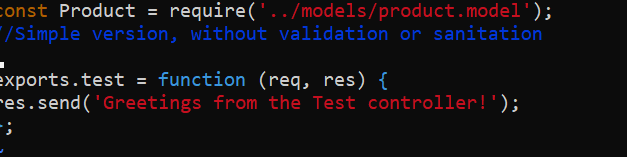 const Product = require('../models/product.model');
//Simple version, without validation or sanitation
exports.test = function (req, res) {
res.send('Greetings from the Test controller!');
};